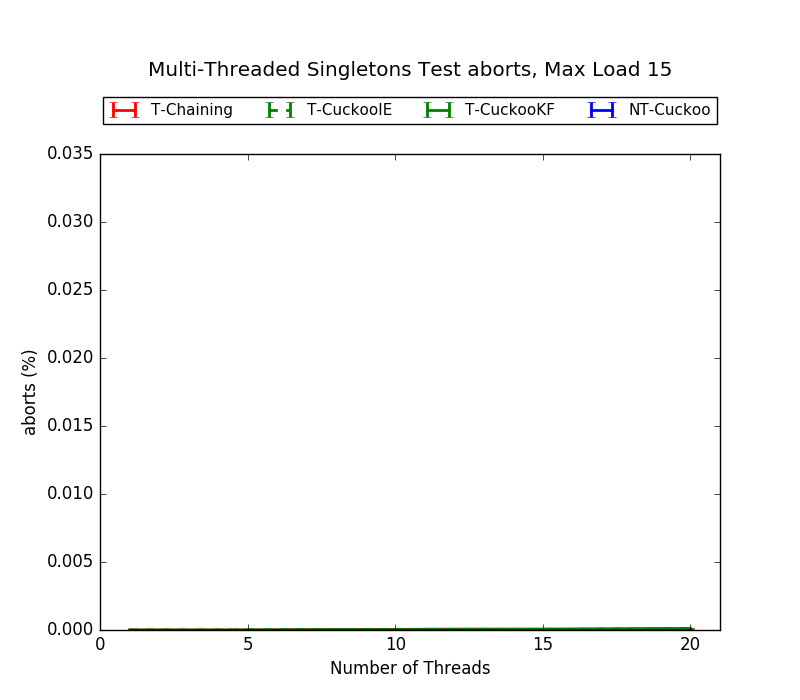 Multi-Threaded Singletons Test aborts, Max Load 15
T-Chaining T-CuckooIE T-CuckooKF NT-Cuckoo
0.035
0.030
0.025
0.020
0.015
0.010
0.005
0.000
aborts (%)
0 5 10 15 20
Number of Threads